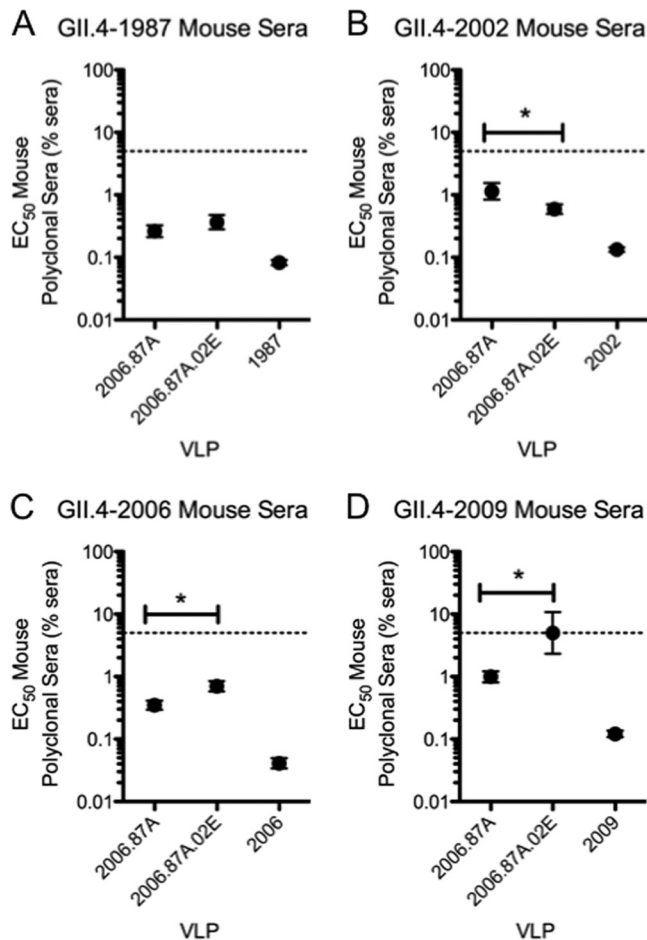 A GII.4-1987 Mouse Sera
EC50 Mouse
Polyclonal Sera (% sera)
100
10
1
0.1
0.01
2006.87A
2006.87A.02E
1987
VLP
B GII.4-2002 Mouse Sera
EC50 Mouse
Polyclonal Sera (% sera)
100
10
1
0.1
0.01
*
2006.87A
2006.87A.02E
2002
VLP
C GII.4-2006 Mouse Sera
EC50 Mouse
Polyclonal Sera (% sera)
100
10
1
0.1
0.01
*
2006.87A
2006.87A.02E
2006
VLP
D GII.4-2009 Mouse Sera
EC50 Mouse
Polyclonal Sera (% sera)
100
10
1
0.1
0.01
*
2006.87A
2006.87A.02E
2009
VLP